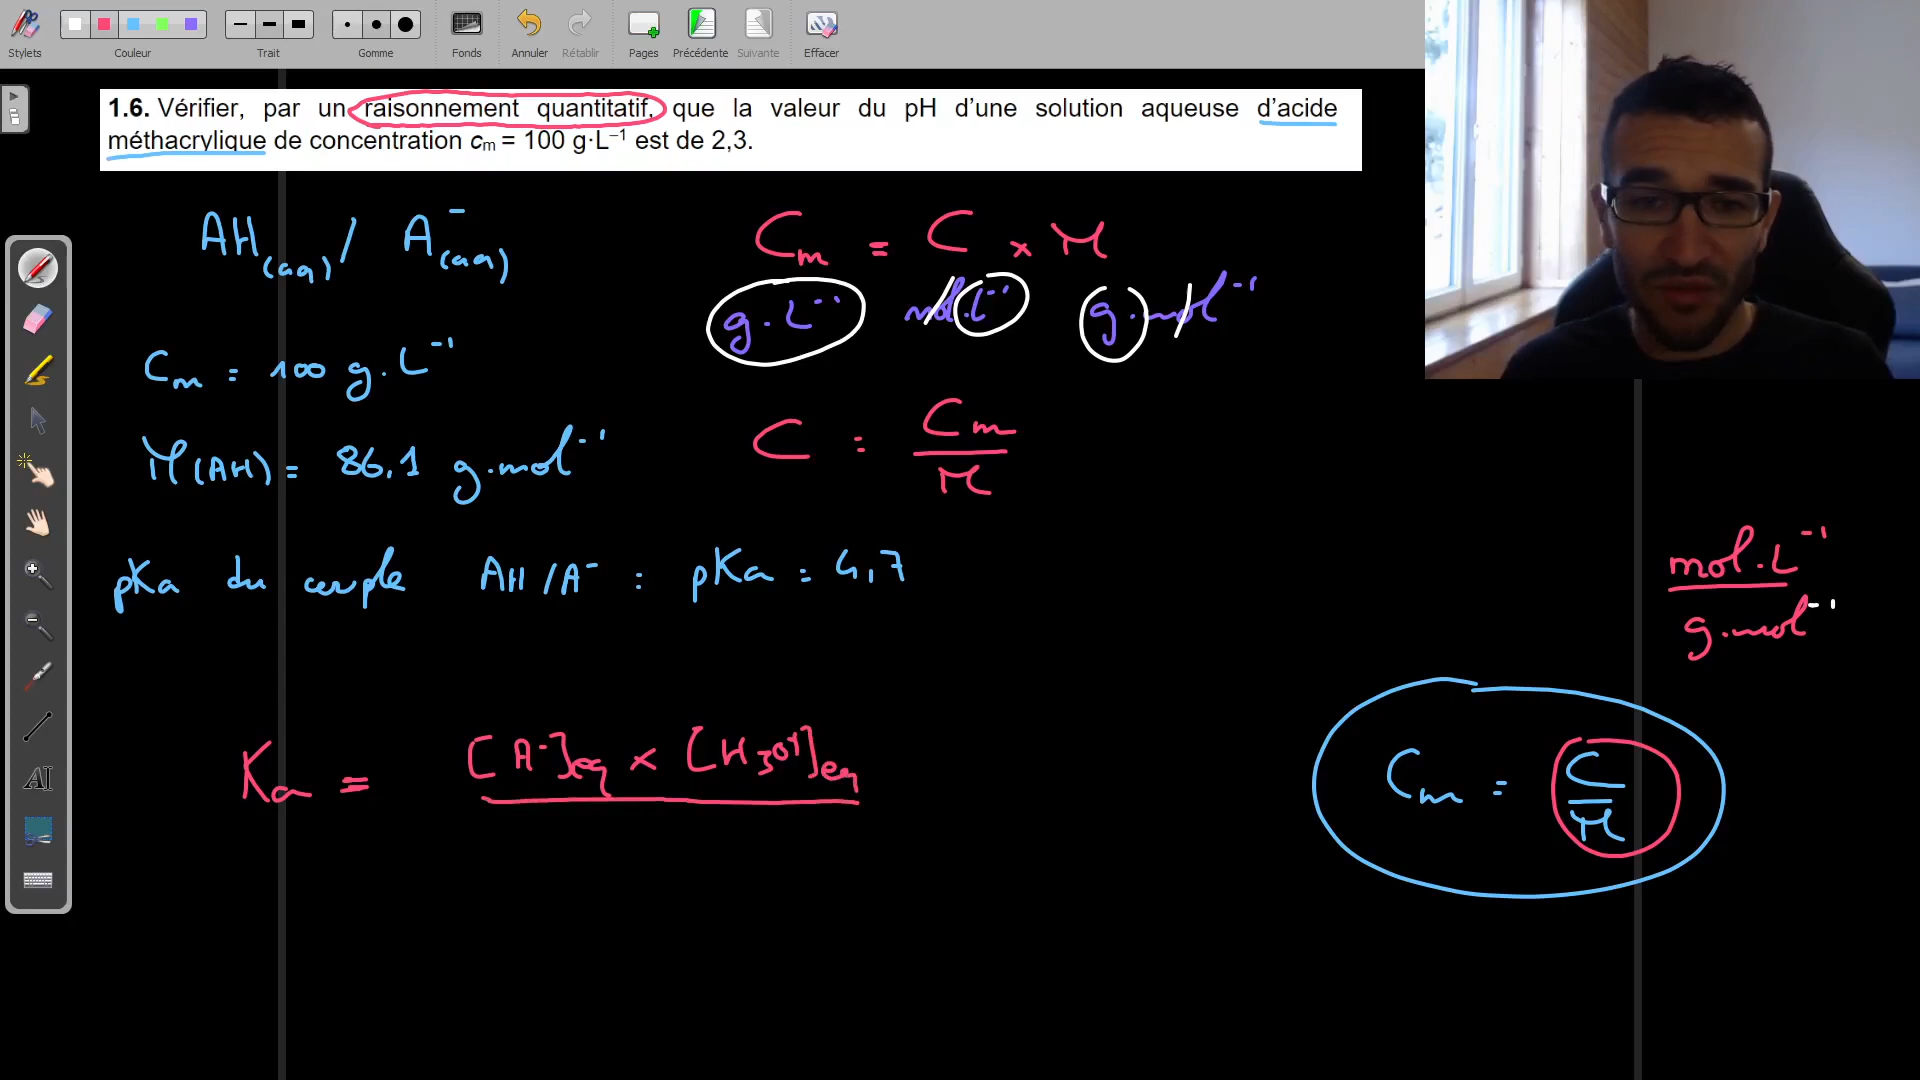 Stylets Couleur Trait Gomme Fonds Annuler Rétablir Pages Précédente Suivante Effacer
1.6. Vérifier, par un raisonnement quantitatif, que la valeur du pH d’une solution aqueuse d’acide
méthacrylique de concentration cₘ = 100 g·L⁻¹ est de 2,3.
AH(aq) / A⁻(aq)
Cm = C × M
g.L⁻¹ mol.L⁻¹ g.mol⁻¹
Cm = 100 g.L⁻¹
C = Cm/M
M(AH) = 86,1 g.mol⁻¹
pKa du couple AH/A⁻ : pKa = 4,7
mol.L⁻¹
g.mol⁻¹
Ka = [A⁻]eq × [H₃O⁺]eq
Cm = C/M
AI